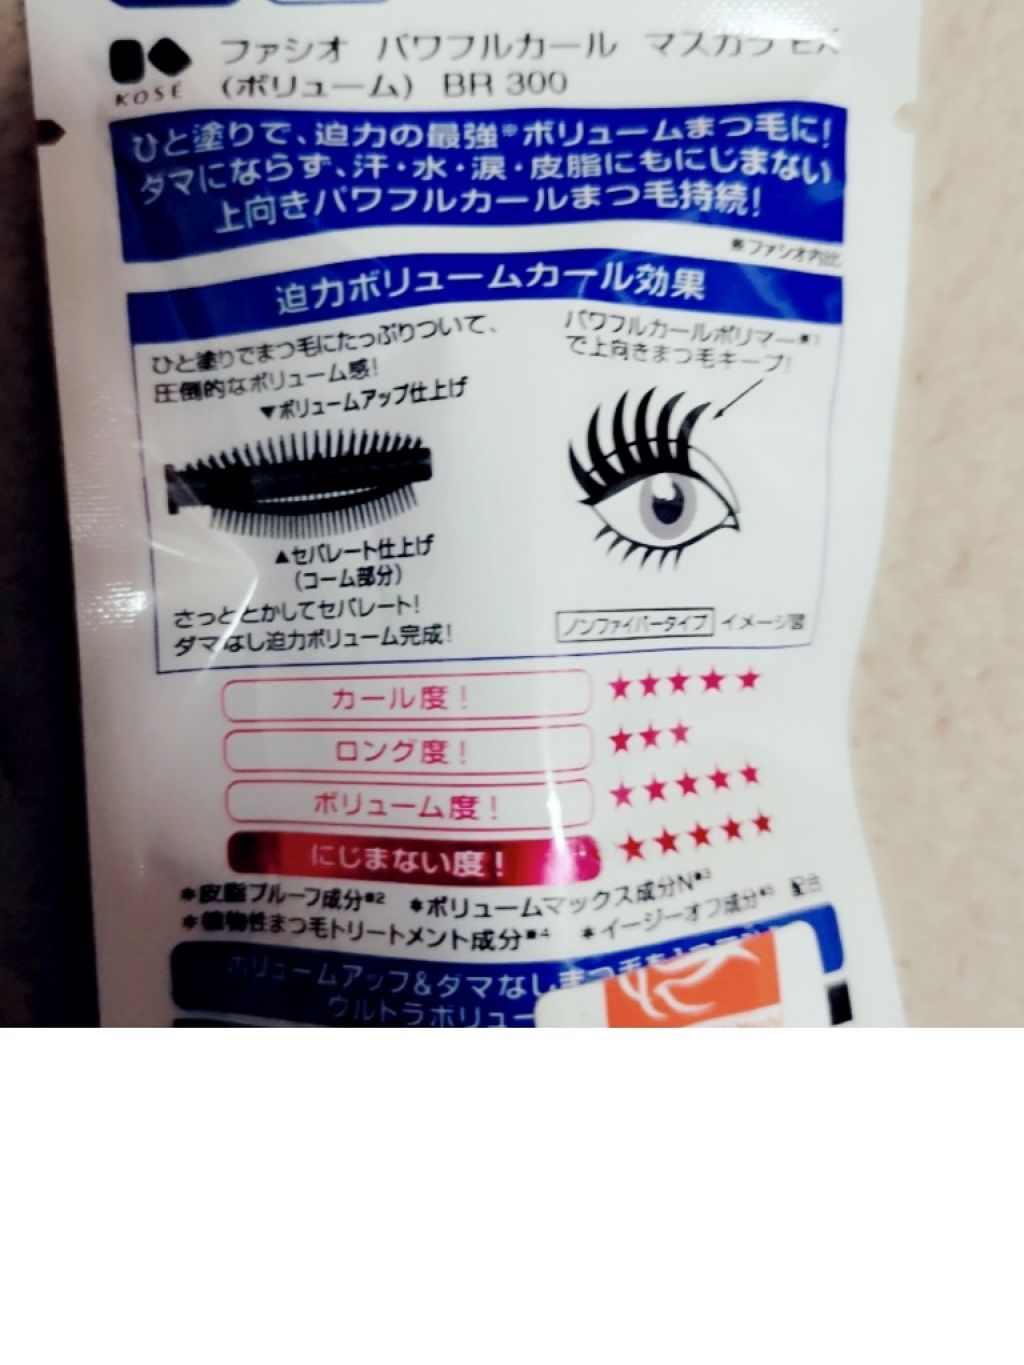 KOSÉ
ファシオ パワフルカール マスカラ EX
(ボリューム) BR 300
ひと塗りで、迫力の最強※ボリュームまつ毛に!
ダマにならず、汗・水・涙・皮脂にもにじまない
上向きパワフルカールまつ毛持続!
※ファシオ内比
迫力ボリュームカール効果
ひと塗りでまつ毛にたっぷりついて、
圧倒的なボリューム感!
▼ボリュームアップ仕上げ
▲セパレート仕上げ
(コーム部分)
さっととかしてセパレート!
ダマなし迫力ボリューム完成!
パワフルカールポリマー※1
で上向きまつ毛キープ!
ノンファイバータイプ イメージ図
カール度! ★★★★★
ロング度! ★★★
ボリューム度! ★★★★★
にじまない度! ★★★★★
*皮脂プルーフ成分※2 *ボリュームマックス成分N※3
*植物性まつ毛トリートメント成分※4 *イージーオフ成分※5 配合
ボリュームアップ&ダマなしまつ毛
ウルトラボリュー